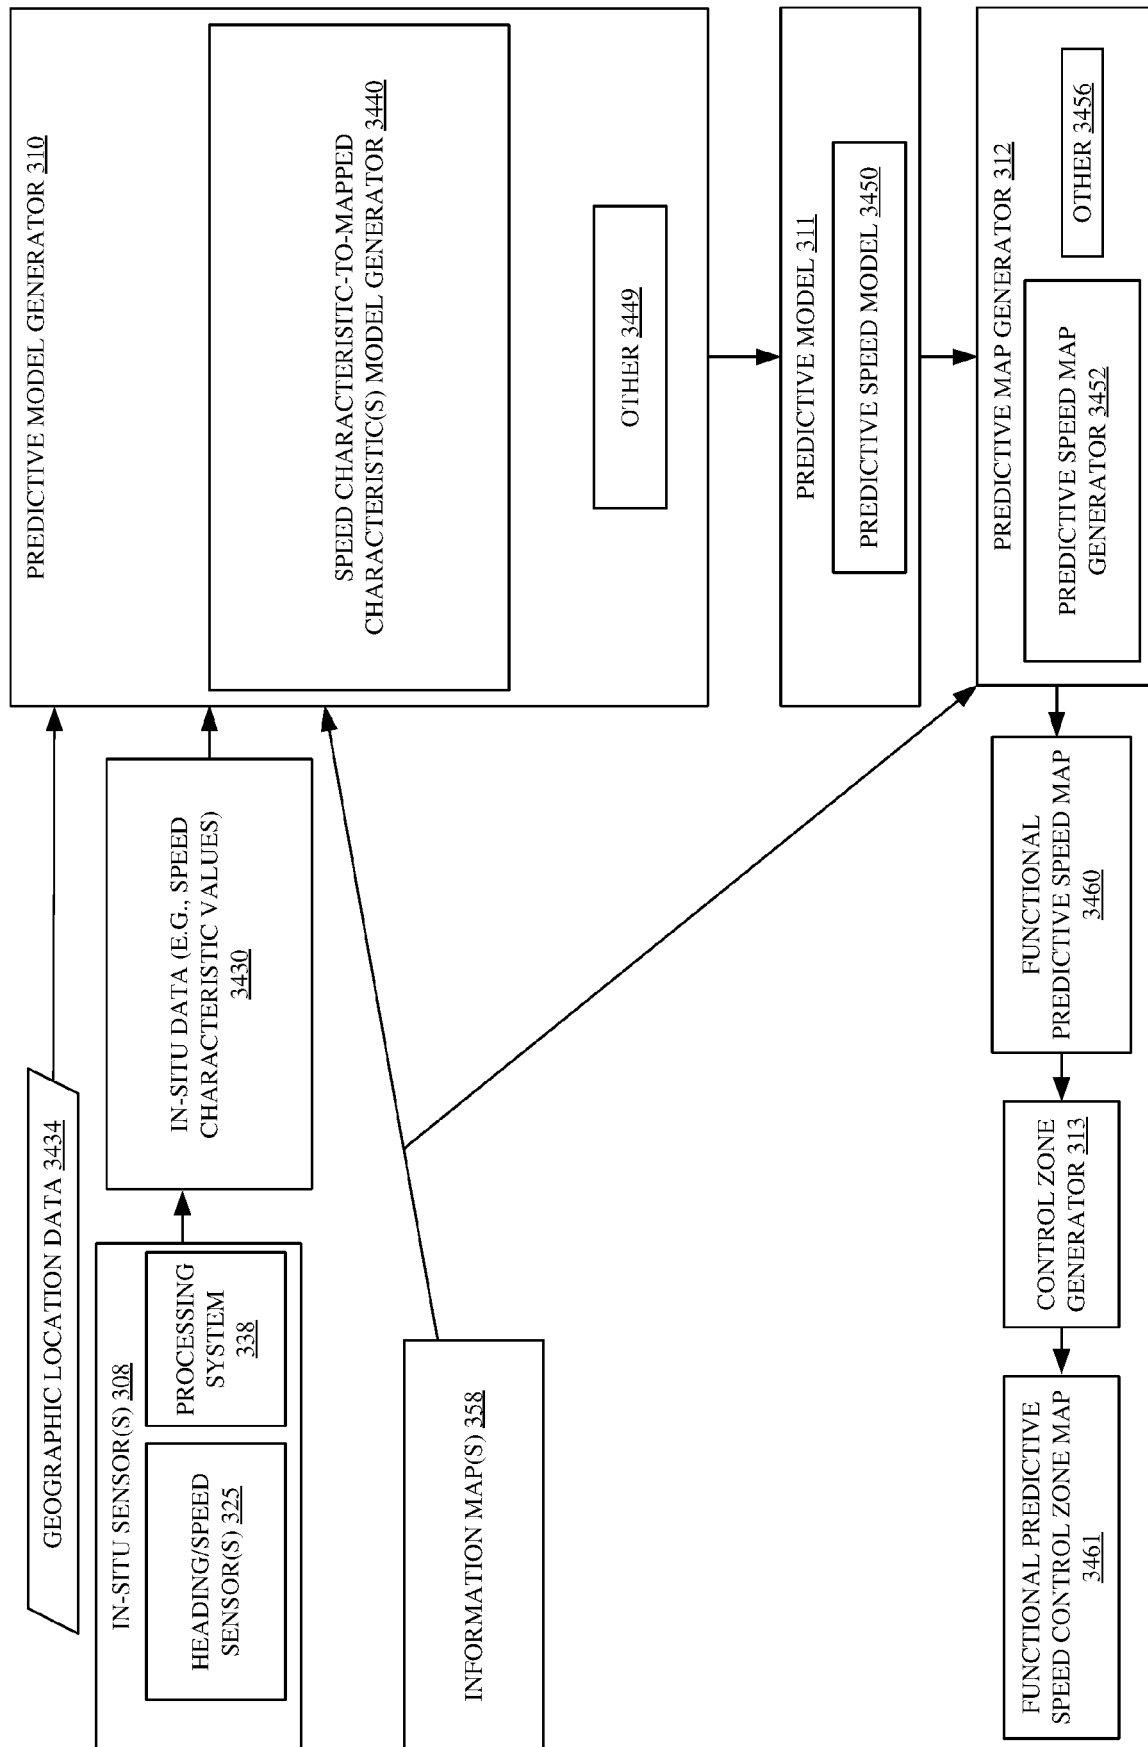 GEOGRAPHIC LOCATION DATA 3434
IN-SITU SENSOR(S) 308
HEADING/SPEED
SENSOR(S) 325
PROCESSING
SYSTEM
338
IN-SITU DATA (E.G., SPEED
CHARACTERISTIC VALUES)
3430
INFORMATION MAP(S) 358
PREDICTIVE MODEL GENERATOR 310
SPEED CHARACTERISITC-TO-MAPPED
CHARACTERISTIC(S) MODEL GENERATOR 3440
OTHER 3449
PREDICTIVE MODEL 311
PREDICTIVE SPEED MODEL 3450
PREDICTIVE MAP GENERATOR 312
PREDICTIVE SPEED MAP
GENERATOR 3452
OTHER 3456
FUNCTIONAL
PREDICTIVE SPEED MAP
3460
CONTROL ZONE
GENERATOR 313
FUNCTIONAL PREDICTIVE
SPEED CONTROL ZONE MAP
3461